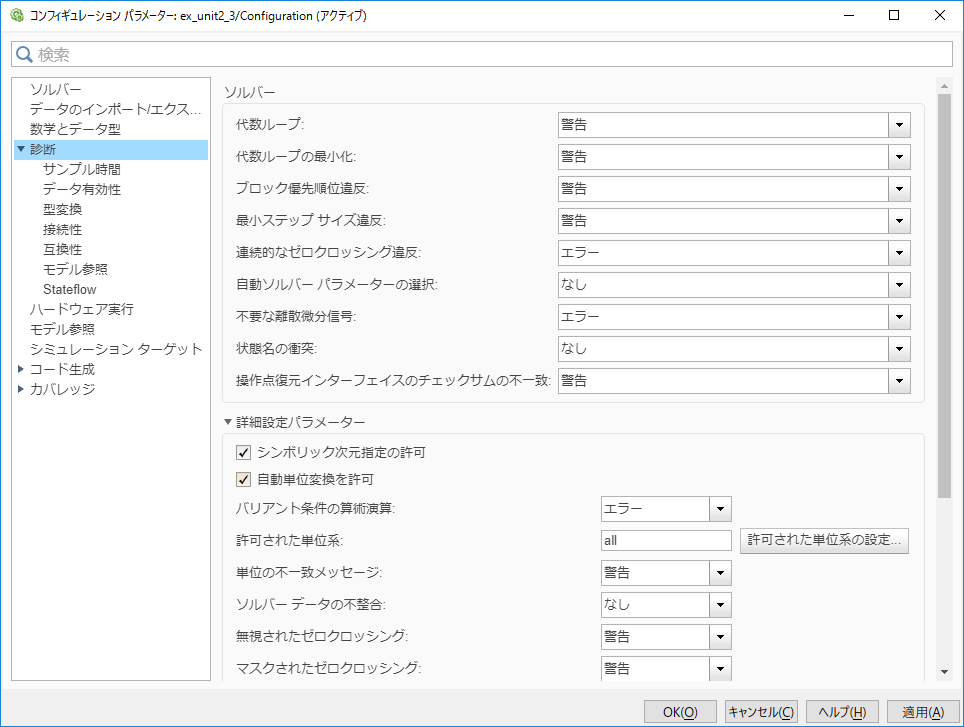 コンフィギュレーション パラメーター: ex_unit2_3/Configuration (アクティブ)
検索
ソルバー
データのインポート/エクス...
数学とデータ型
診断
サンプル時間
データ有効性
型変換
接続性
互換性
モデル参照
Stateflow
ハードウェア実行
モデル参照
シミュレーション ターゲット
コード生成
カバレッジ
ソルバー
代数ループ: 警告
代数ループの最小化: 警告
ブロック優先順位違反: 警告
最小ステップ サイズ違反: 警告
連続的なゼロクロッシング違反: エラー
自動ソルバー パラメーターの選択: なし
不要な離散微分信号: エラー
状態名の衝突: なし
操作点復元インターフェイスのチェックサムの不一致: 警告
詳細設定パラメーター
シンボリック次元指定の許可
自動単位変換を許可
バリアント条件の算術演算: エラー
許可された単位系: all 許可された単位系の設定...
単位の不一致メッセージ: 警告
ソルバー データの不整合: なし
無視されたゼロクロッシング: 警告
マスクされたゼロクロッシング: 警告
OK(O) キャンセル(C) ヘルプ(H) 適用(A)